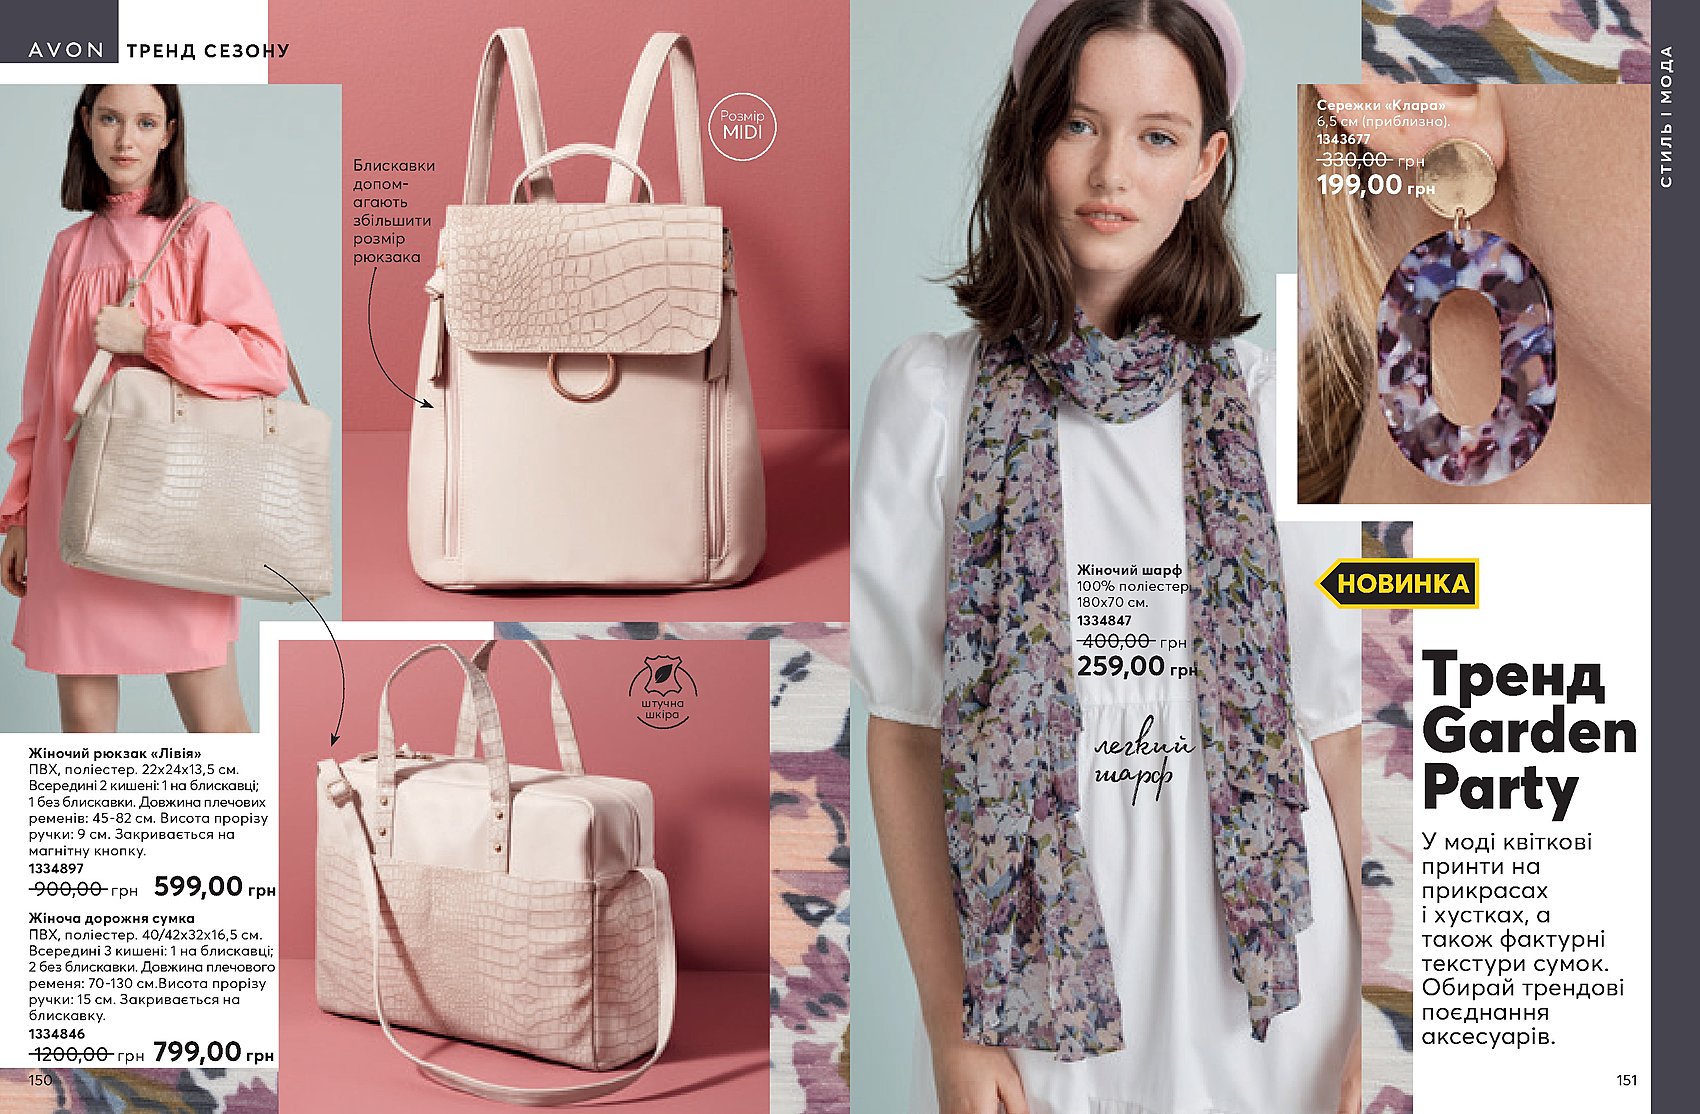 AVON ТРЕНД СЕЗОНУ
Блискавки
допом-
агають
збільшити
розмір
рюкзака
Розмір
MIDI
штучна
шкіра
Жіночий рюкзак «Лівія»
ПВХ, поліестер. 22х24х13,5 см.
Всередині 2 кишені: 1 на блискавці;
1 без блискавки. Довжина плечових
ременів: 45-82 см. Висота прорізу
ручки: 9 см. Закривається на
магнітну кнопку.
1334897
900,00 грн 599,00 грн
Жіноча дорожня сумка
ПВХ, поліестер. 40/42х32х16,5 см.
Всередині 3 кишені: 1 на блискавці;
2 без блискавки. Довжина плечового
ременя: 70-130 см.Висота прорізу
ручки: 15 см. Закривається на
блискавку.
1334846
1200,00 грн 799,00 грн
150
Сережки «Клара»
6,5 см (приблизно).
1343677
330,00 грн
199,00 грн
СТИЛЬ І МОДА
Жіночий шарф
100% поліестер.
180х70 см.
1334847
400,00 грн
259,00 грн
легкий
шарф
НОВИНКА
Тренд
Garden
Party
У моді квіткові
принти на
прикрасах
і хустках, а
також фактурні
текстури сумок.
Обирай трендові
поєднання
аксесуарів.
151